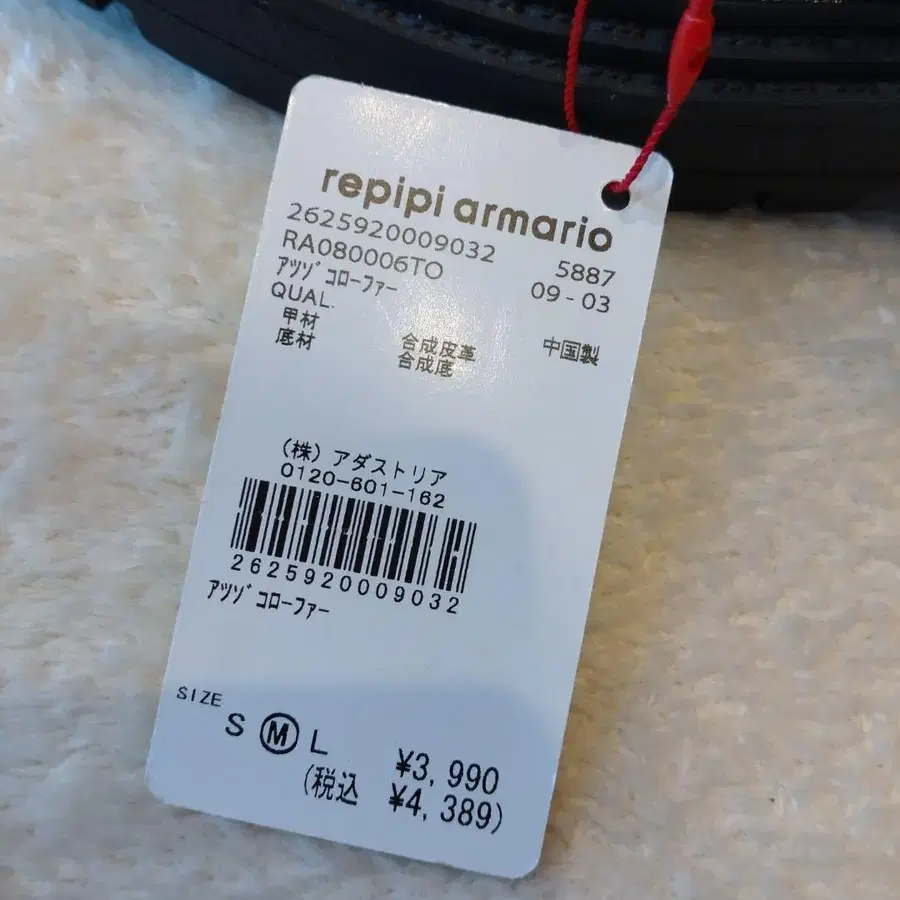 repipi armario
2625920009032 5887
RA080006TO 09-03
ｱﾂｿﾞｺﾛｰﾌｧｰ
QUAL.
甲材 合成皮革 中国製
底材 合成底
(株) アダストリア
0120-601-162
2625920009032
ｱﾂｿﾞｺﾛｰﾌｧｰ
SIZE
S Ⓜ L
¥3,990
(税込 ¥4,389)